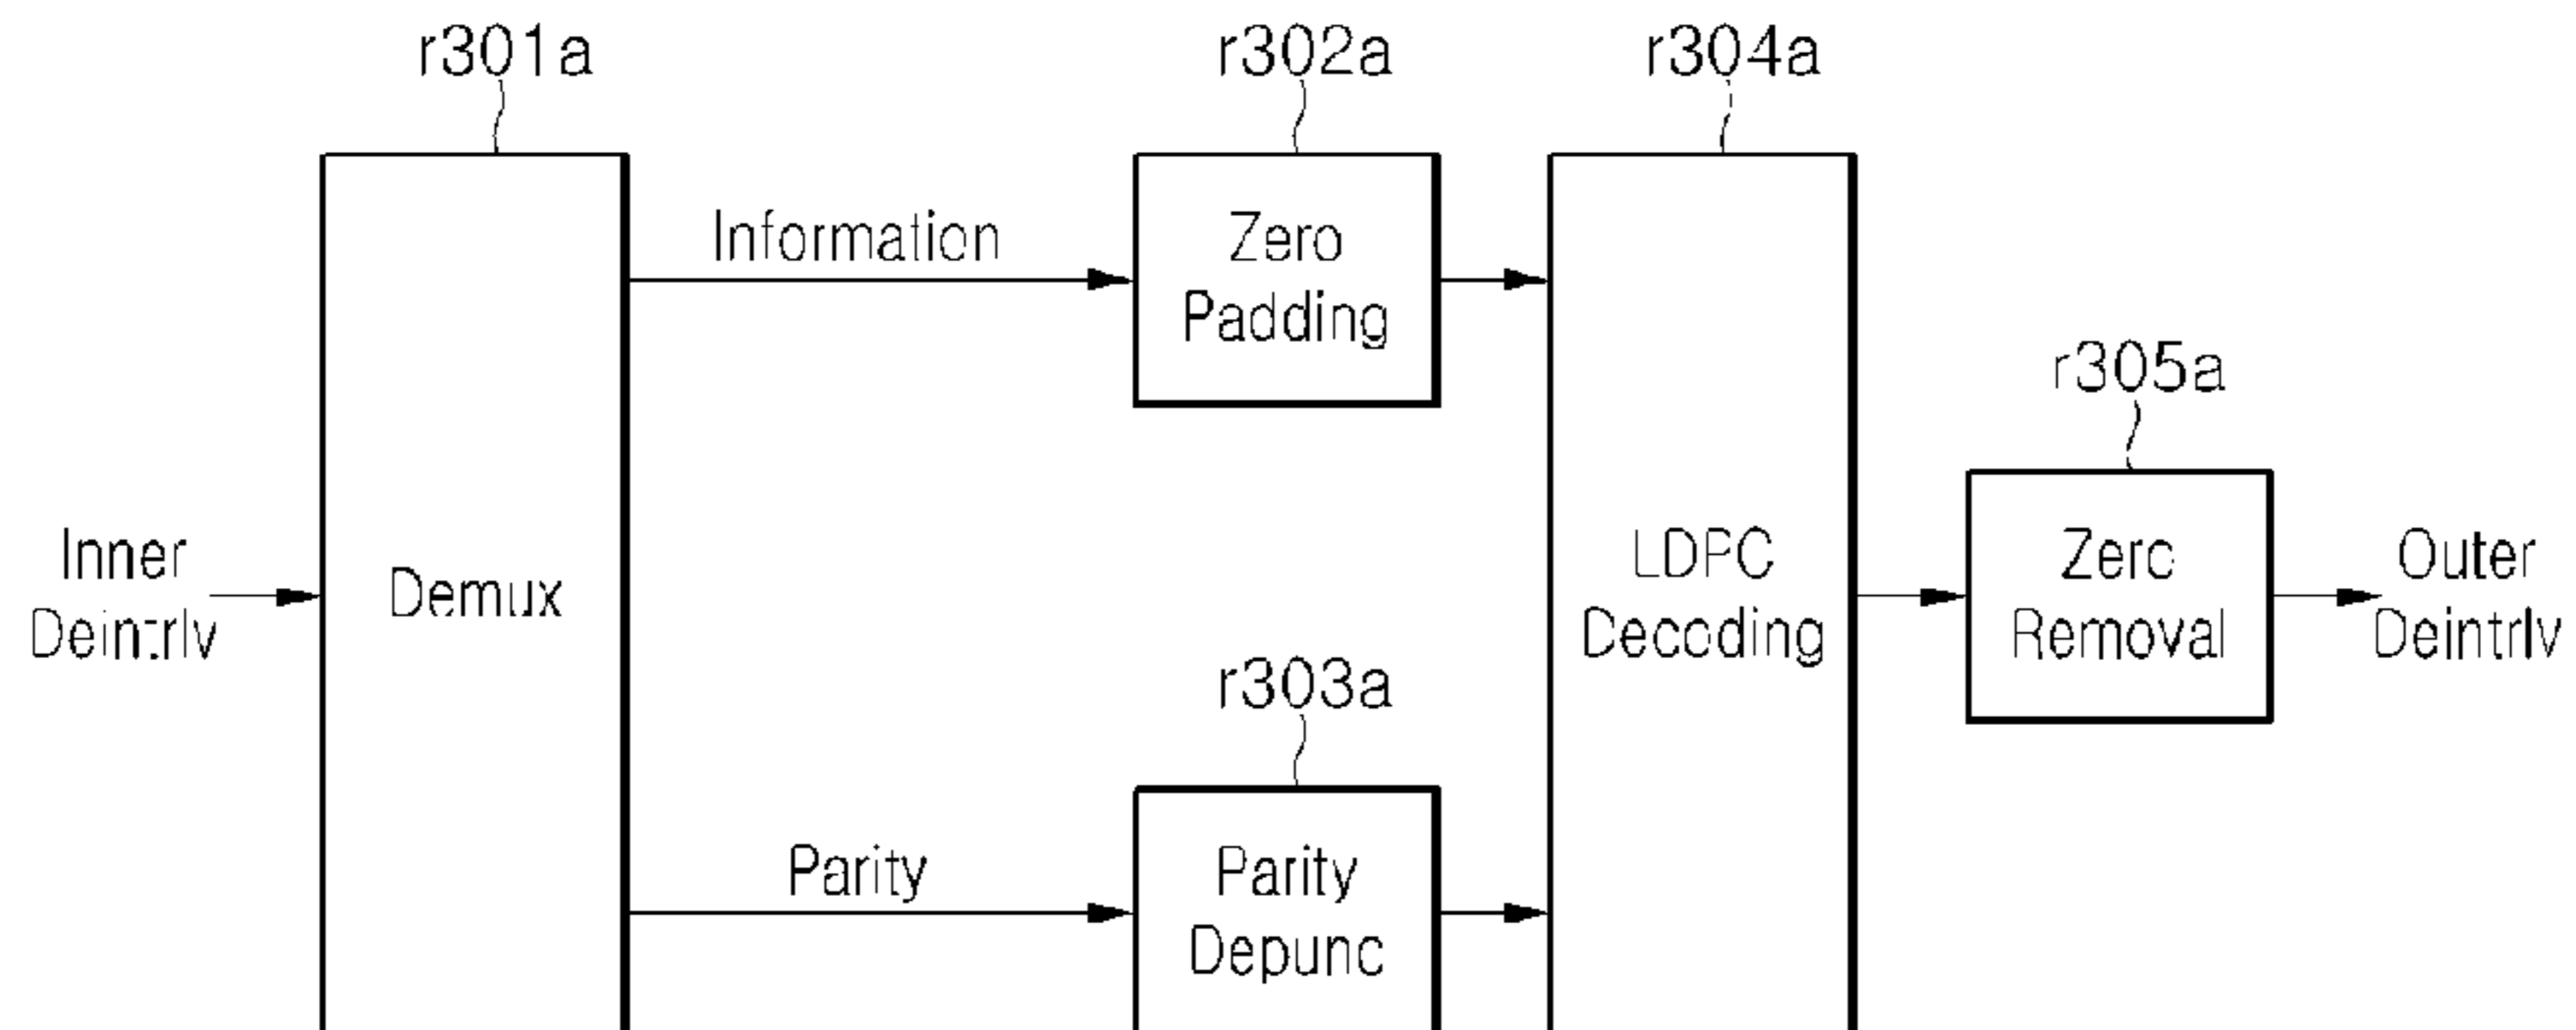 r301a
r302a
r304a
Information
Zero
Padding
r305a
Inner
Deintrlv
Demux
LDPC
Decoding
Zero
Removal
Outer
Deintrlv
r303a
Parity
Parity
Depunc